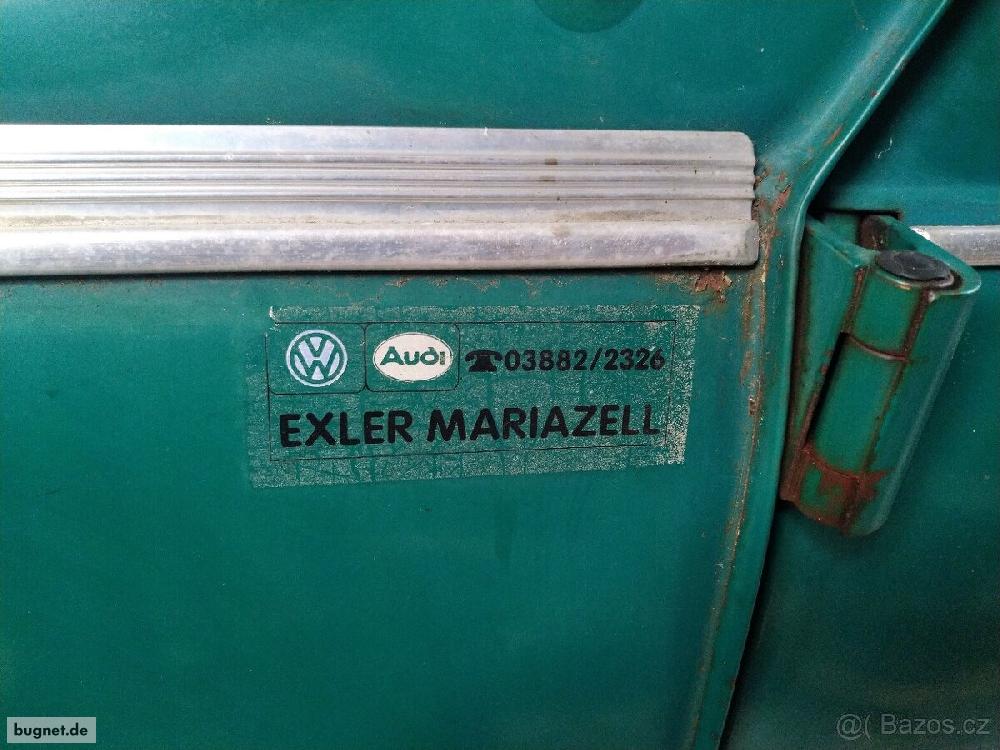 VW Audi ☎03882/2326
EXLER MARIAZELL
bugnet.de
@( Bazos.cz